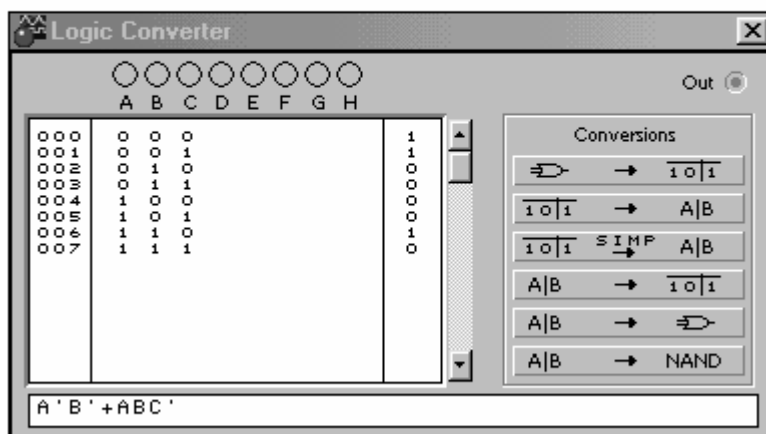 Logic Converter
Out
A B C D E F G H
000 0 0 0 1
001 0 0 1 1
002 0 1 0 0
003 0 1 1 0
004 1 0 0 0
005 1 0 1 0
006 1 1 0 1
007 1 1 1 0
Conversions
→ 1 0|1
1 0|1 → A|B
1 0|1 SIMP → A|B
A|B → 1 0|1
A|B →
A|B → NAND
A'B'+ABC'